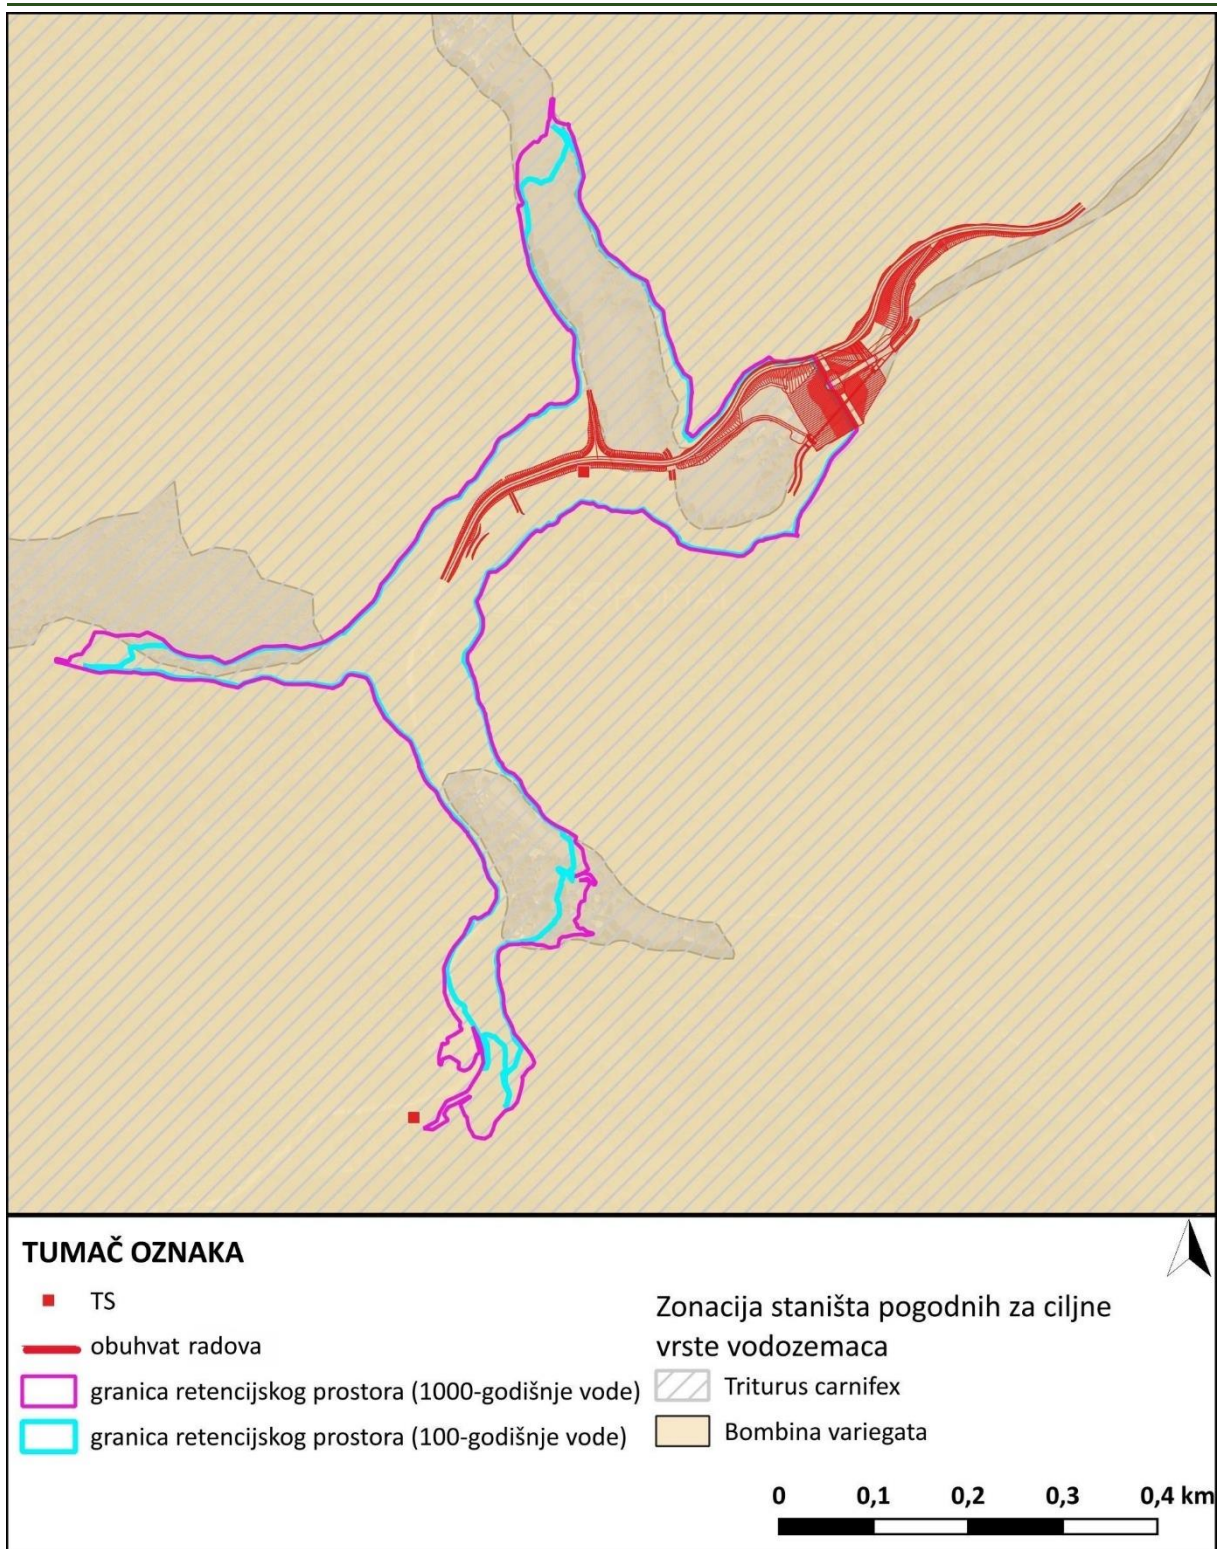 TUMAČ OZNAKA
TS
obuhvat radova
granica retencijskog prostora (1000-godišnje vode)
granica retencijskog prostora (100-godišnje vode)
Zonacija staništa pogodnih za ciljne
vrste vodozemaca
Triturus carnifex
Bombina variegata
0 0,1 0,2 0,3 0,4 km